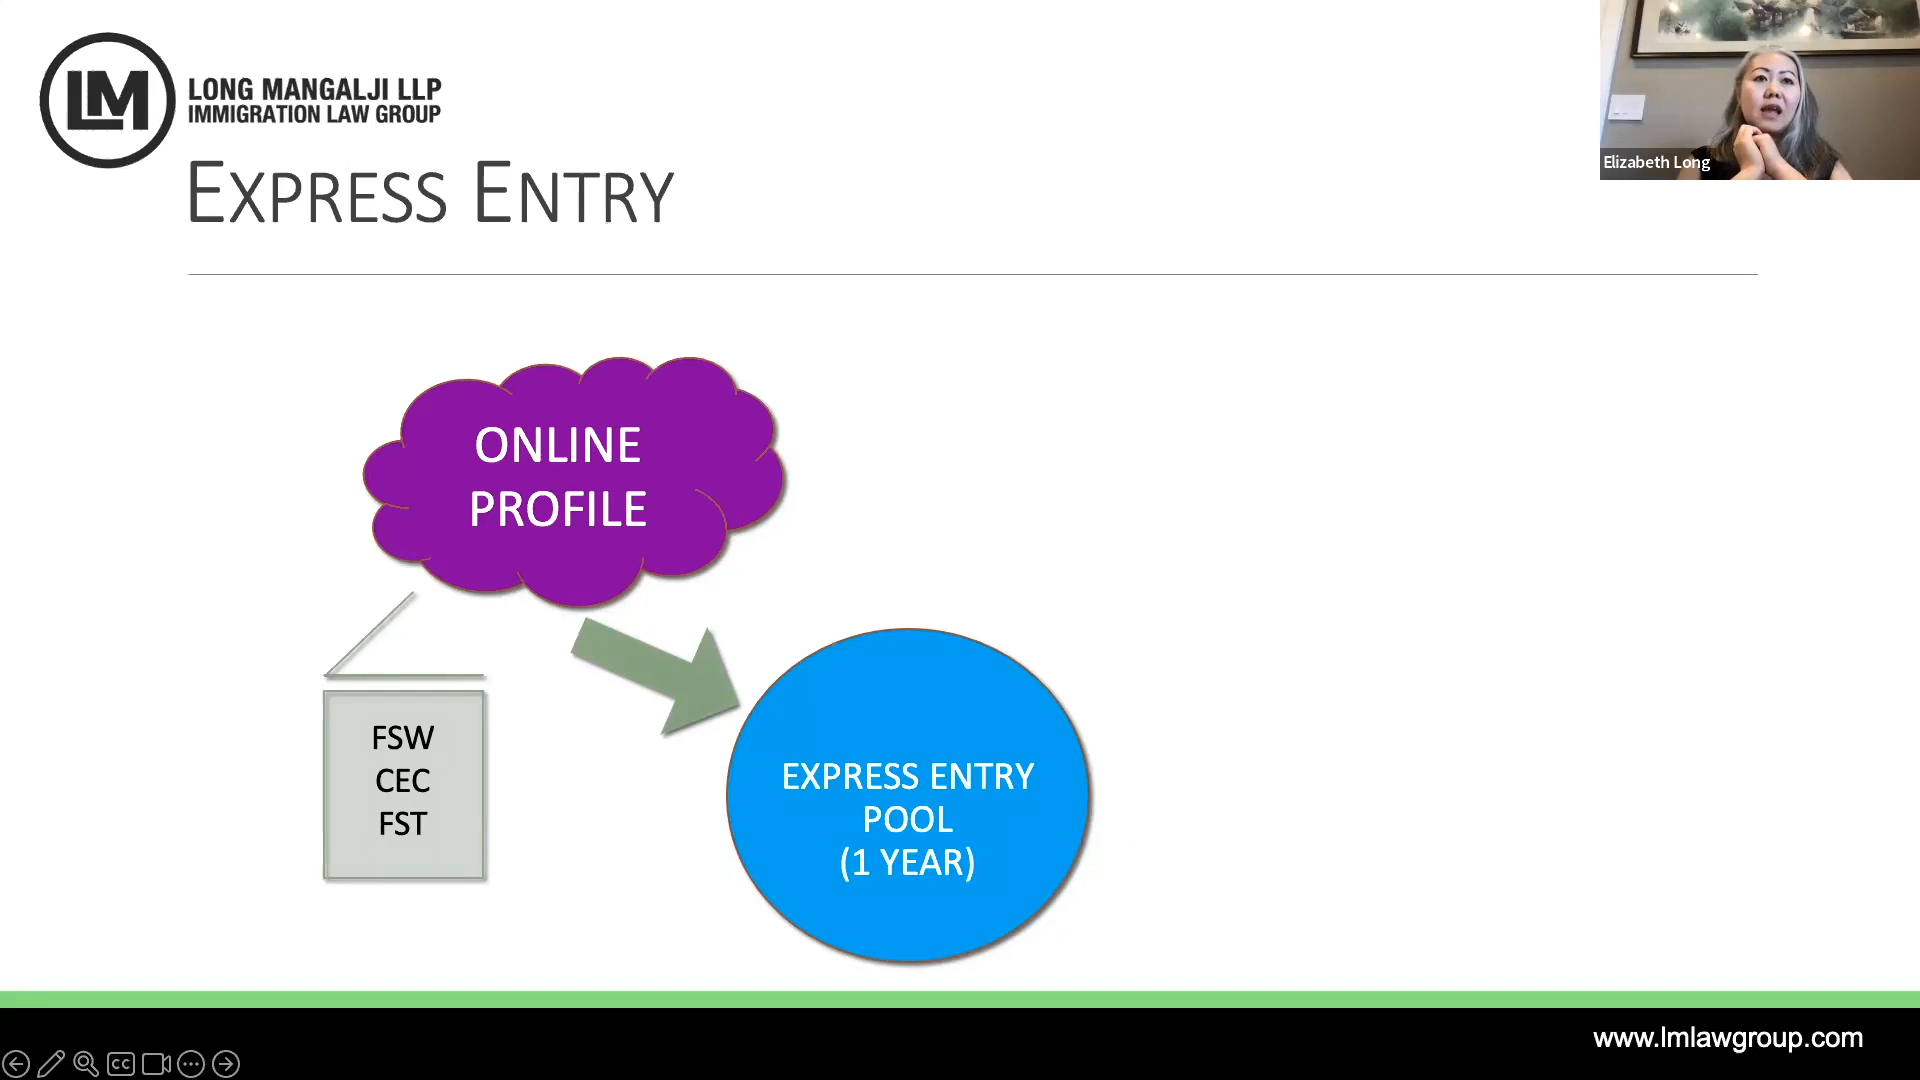 LM
LONG MANGALJI LLP
IMMIGRATION LAW GROUP
EXPRESS ENTRY
Elizabeth Long
ONLINE
PROFILE
FSW
CEC
FST
EXPRESS ENTRY
POOL
(1 YEAR)
www.lmlawgroup.com
CC